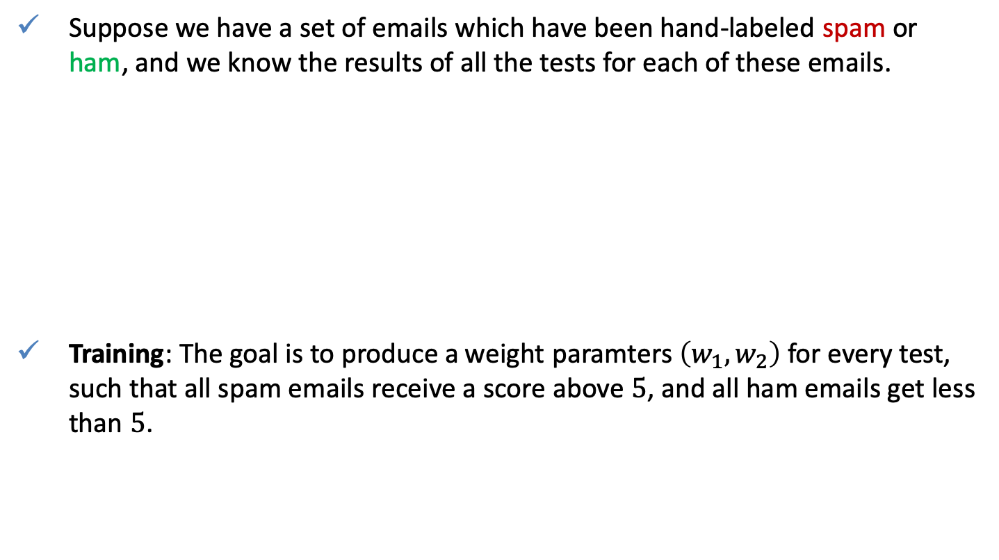 ✓ Suppose we have a set of emails which have been hand-labeled spam or
ham, and we know the results of all the tests for each of these emails.
✓ Training: The goal is to produce a weight paramters (w₁, w₂) for every test,
such that all spam emails receive a score above 5, and all ham emails get less
than 5.